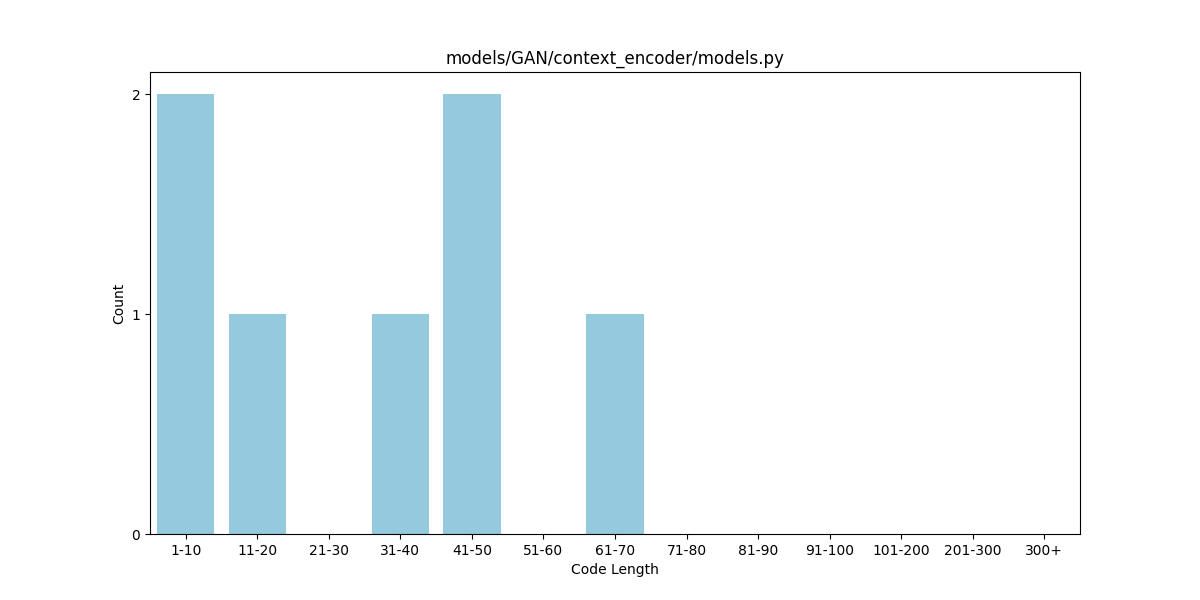 models/GAN/context_encoder/models.py
2
1
0
Count
1-10 11-20 21-30 31-40 41-50 51-60 61-70 71-80 81-90 91-100 101-200 201-300 300+
Code Length